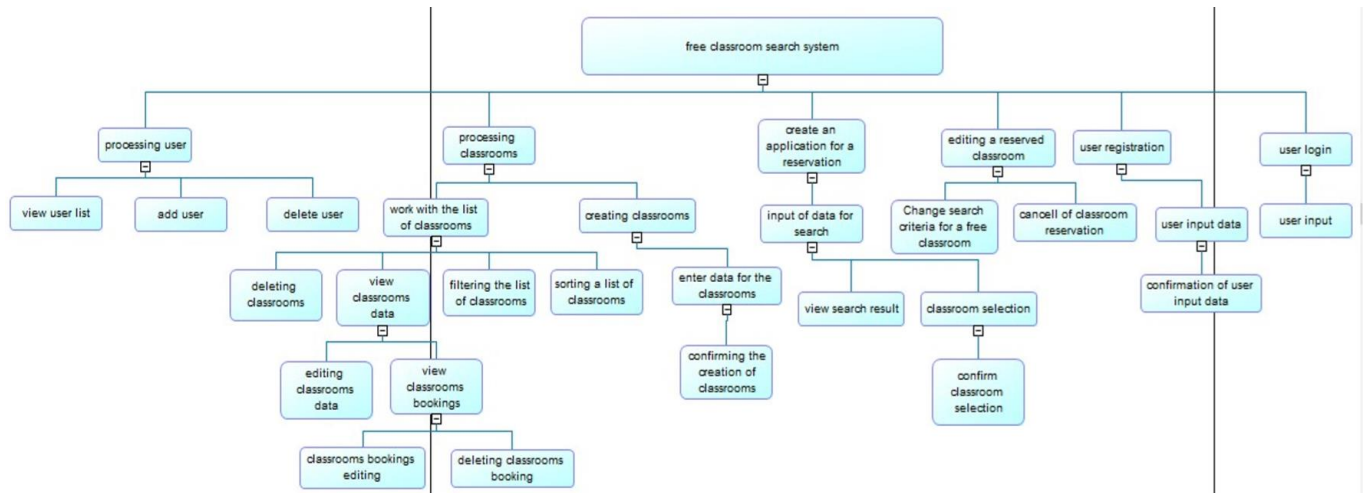 free classroom search system
processing user
processing
classrooms
create an
application for a
reservation
editing a reserved
classroom
user registration
user login
view user list
add user
delete user
work with the list
of classrooms
creating classrooms
input of data for
search
Change search
criteria for a free
classroom
cancell of classroom
reservation
user input data
user input
deleting
classrooms
view
classrooms
data
filtering the list
of classrooms
sorting a list of
classrooms
enter data for the
classrooms
view search result
classroom selection
confirmation of user
input data
editing
classrooms
data
view
classrooms
bookings
confirming the
creation of
classrooms
confirm
classroom
selection
classrooms bookings
editing
deleting classrooms
booking